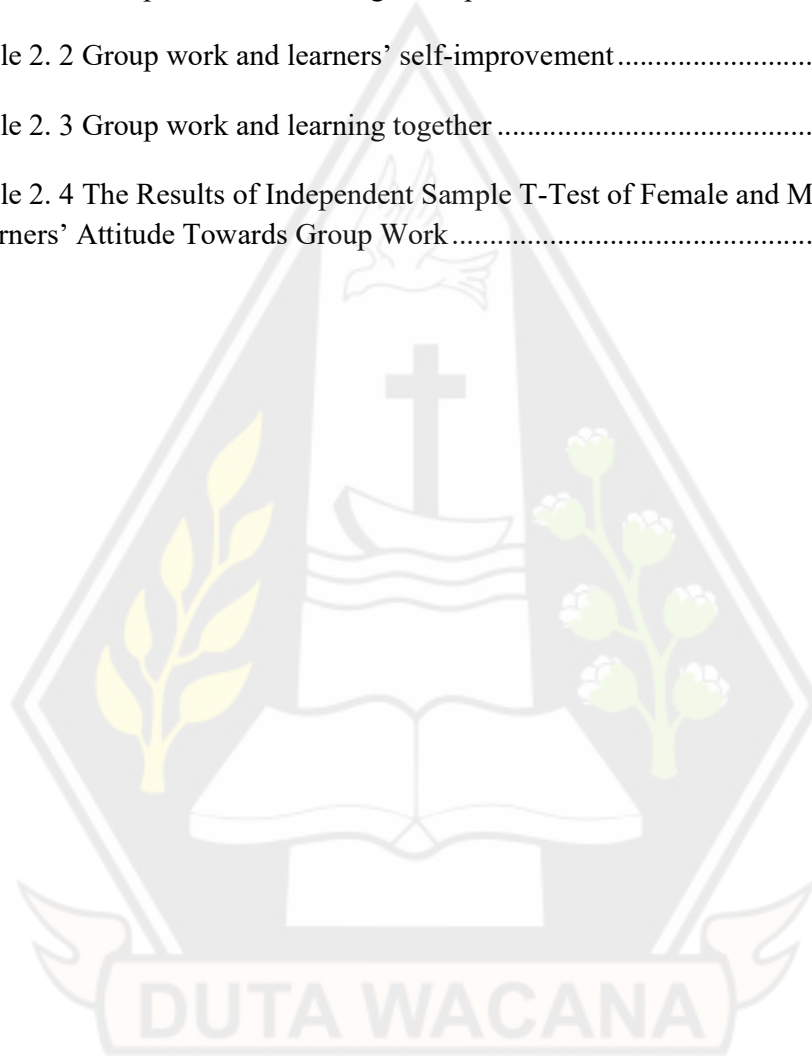 le 2. 2 Group work and learners’ self-improvement........................
le 2. 3 Group work and learning together........................................
le 2. 4 The Results of Independent Sample T-Test of Female and M
rners’ Attitude Towards Group Work..............................................
DUTA WACANA